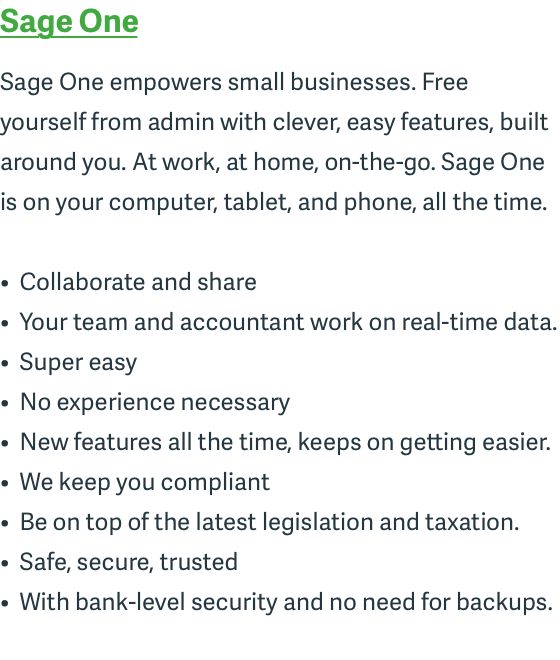 Sage One
Sage One empowers small businesses. Free
yourself from admin with clever, easy features, built
around you. At work, at home, on-the-go. Sage One
is on your computer, tablet, and phone, all the time.
• Collaborate and share
• Your team and accountant work on real-time data.
• Super easy
• No experience necessary
• New features all the time, keeps on getting easier.
• We keep you compliant
• Be on top of the latest legislation and taxation.
• Safe, secure, trusted
• With bank-level security and no need for backups.